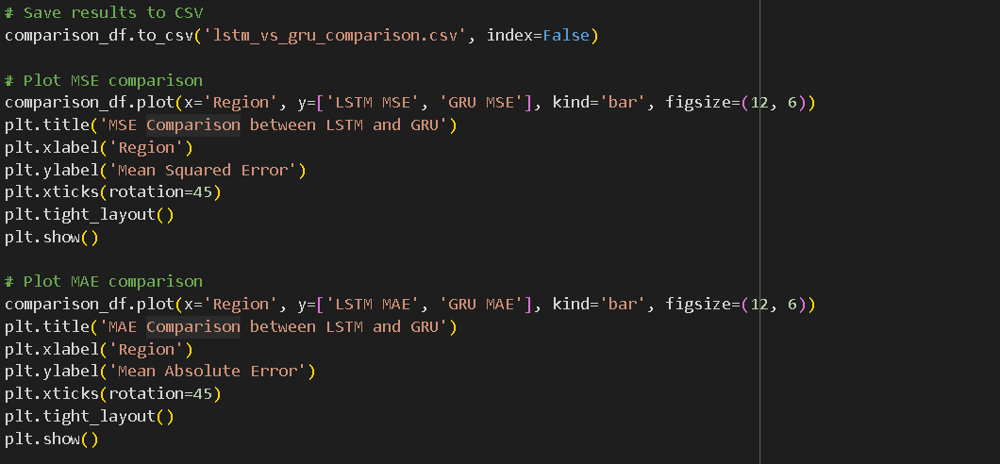 # Save results to CSV
comparison_df.to_csv('lstm_vs_gru_comparison.csv', index=False)
# Plot MSE comparison
comparison_df.plot(x='Region', y=['LSTM MSE', 'GRU MSE'], kind='bar', figsize=(12, 6))
plt.title('MSE Comparison between LSTM and GRU')
plt.xlabel('Region')
plt.ylabel('Mean Squared Error')
plt.xticks(rotation=45)
plt.tight_layout()
plt.show()
# Plot MAE comparison
comparison_df.plot(x='Region', y=['LSTM MAE', 'GRU MAE'], kind='bar', figsize=(12, 6))
plt.title('MAE Comparison between LSTM and GRU')
plt.xlabel('Region')
plt.ylabel('Mean Absolute Error')
plt.xticks(rotation=45)
plt.tight_layout()
plt.show()